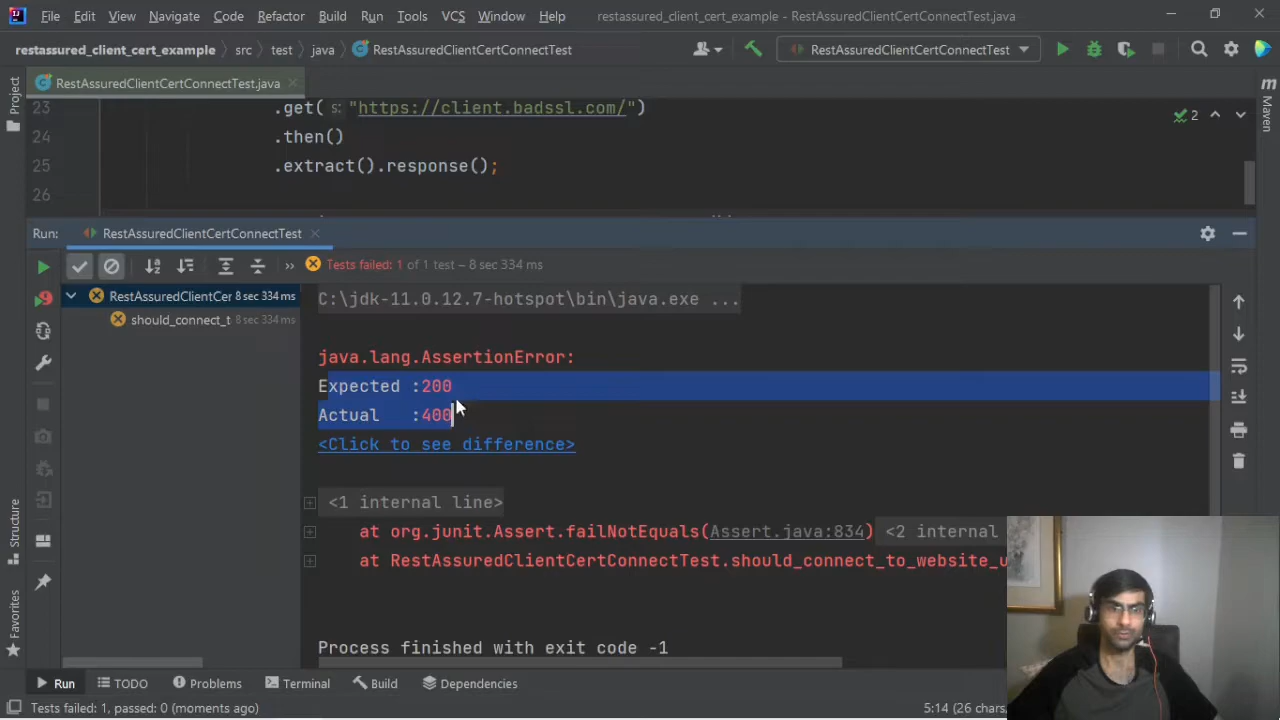 File Edit View Navigate Code Refactor Build Run Tools VCS Window Help restassured_client_cert_example - RestAssuredClientCertConnectTest.java
restassured_client_cert_example src test java RestAssuredClientCertConnectTest RestAssuredClientCertConnectTest
RestAssuredClientCertConnectTest.java
Project
Maven
23 .get( s: "https://client.badssl.com/") 2
24 .then()
25 .extract().response();
26
Run: RestAssuredClientCertConnectTest
Tests failed: 1 of 1 test – 8 sec 334 ms
RestAssuredClientCer 8 sec 334 ms
should_connect_t 8 sec 334 ms
C:\jdk-11.0.12.7-hotspot\bin\java.exe ...
java.lang.AssertionError:
Expected :200
Actual :400
<Click to see difference>
<1 internal line>
at org.junit.Assert.failNotEquals(Assert.java:834) <2 internal
at RestAssuredClientCertConnectTest.should_connect_to_website_u
Process finished with exit code -1
Structure
Favorites
Run TODO Problems Terminal Build Dependencies
Tests failed: 1, passed: 0 (moments ago) 5:14 (26 chars,